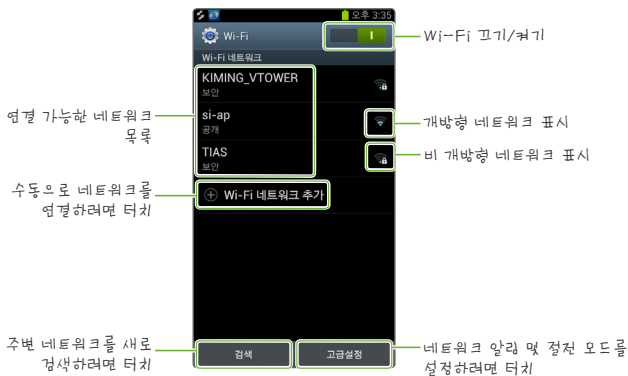 오후 3:35
Wi-Fi
Wi-Fi 끄기/켜기
Wi-Fi 네트워크
KIMING_VTOWER
보안
연결 가능한 네트워크
목록
si-ap
공개
개방형 네트워크 표시
TIAS
보안
비 개방형 네트워크 표시
수동으로 네트워크를
연결하려면 터치
Wi-Fi 네트워크 추가
주변 네트워크를 새로
검색하려면 터치
검색
고급설정
네트워크 알림 및 절전 모드를
설정하려면 터치